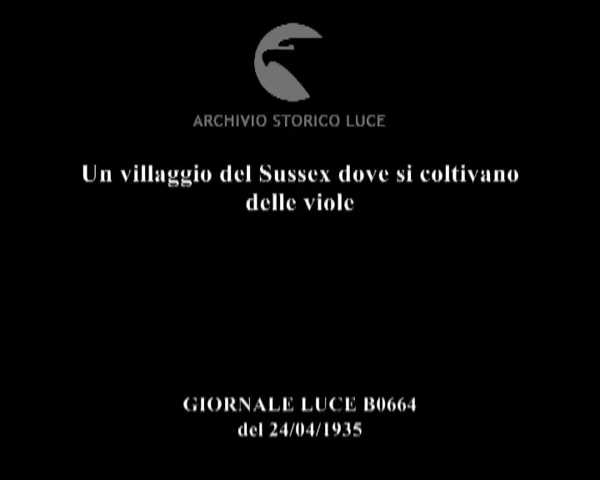 ARCHIVIO STORICO LUCE
Un villaggio del Sussex dove si coltivano
delle viole
GIORNALE LUCE B0664
del 24/04/1935